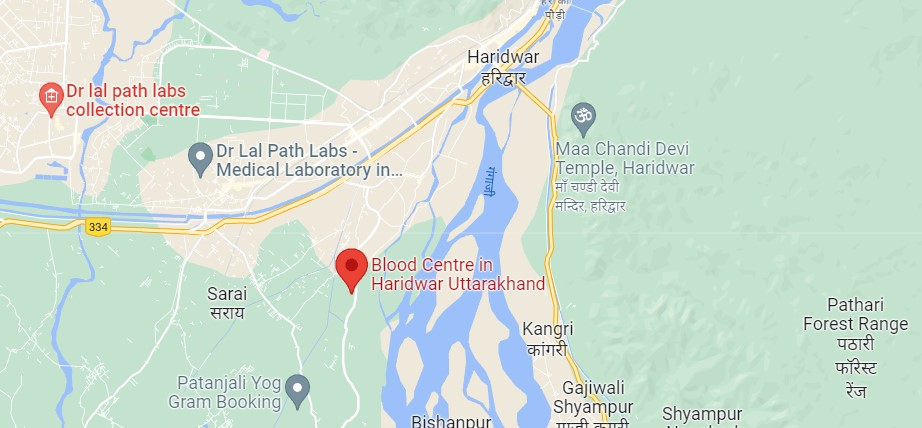 पौड़ी
Haridwar
हरिद्वार
Dr lal path labs
collection centre
Dr Lal Path Labs -
Medical Laboratory in...
Maa Chandi Devi
Temple, Haridwar
माँ चण्डी देवी
मन्दिर, हरिद्वार
गंगाजी
334
Blood Centre in
Haridwar Uttarakhand
Sarai
सराय
Kangri
कांगरी
Pathari
Forest Range
पठारी
फॉरेस्ट
रेंज
Patanjali Yog
Gram Booking
Gajiwali
Shyampur
Bishanpur
Shyampur